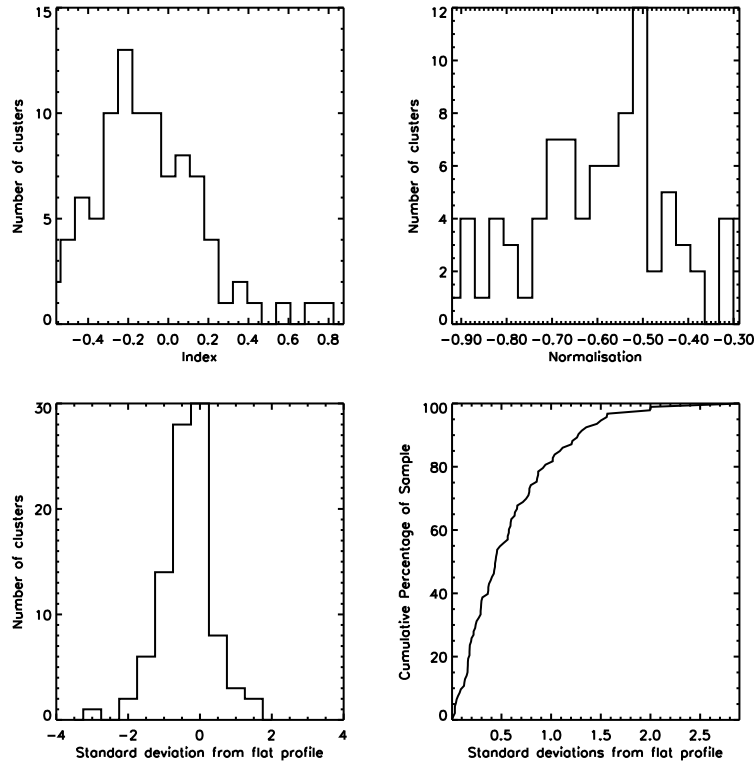 15
10
5
0
Number of clusters
−0.4 −0.2 0.0 0.2 0.4 0.6 0.8
Index
12
10
8
6
4
2
0
Number of clusters
−0.90 −0.80 −0.70 −0.60 −0.50 −0.40 −0.30
Normalisation
30
20
10
0
Number of clusters
−4 −2 0 2 4
Standard deviation from flat profile
100
80
60
40
20
0
Cumulative Percentage of Sample
0.5 1.0 1.5 2.0 2.5
Standard deviations from flat profile